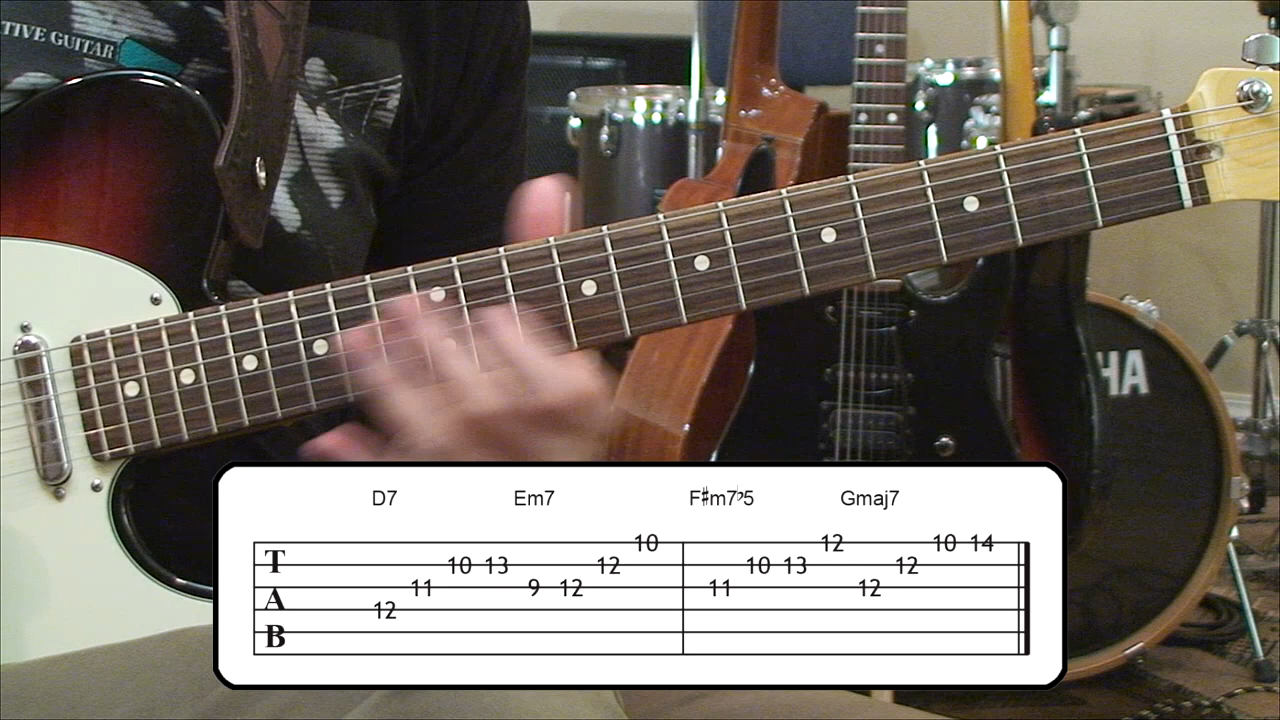 TIVE GUITAR
HA
D7 Em7 F♯m7♭5 Gmaj7
T 10 12 10 14
A 10 13 12 10 13 12
B 11 9 12 11 12
12